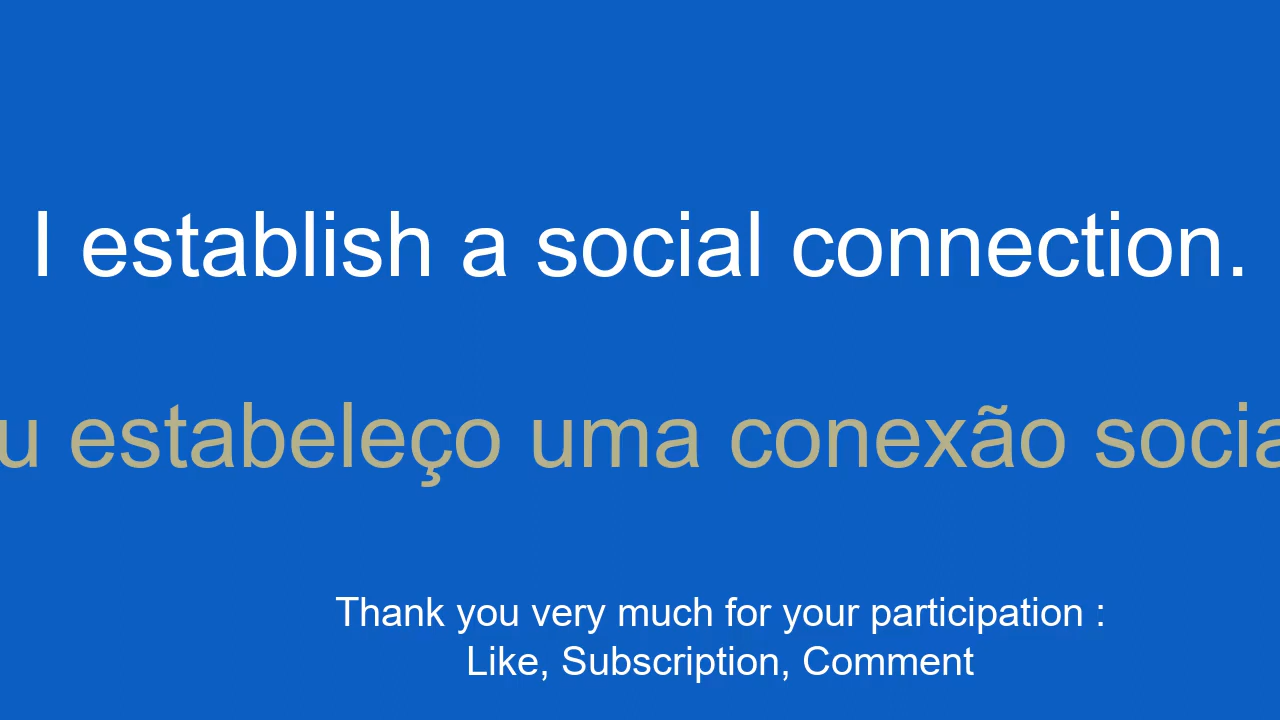 I establish a social connection.
u estabeleço uma conexão socia
Thank you very much for your participation :
Like, Subscription, Comment